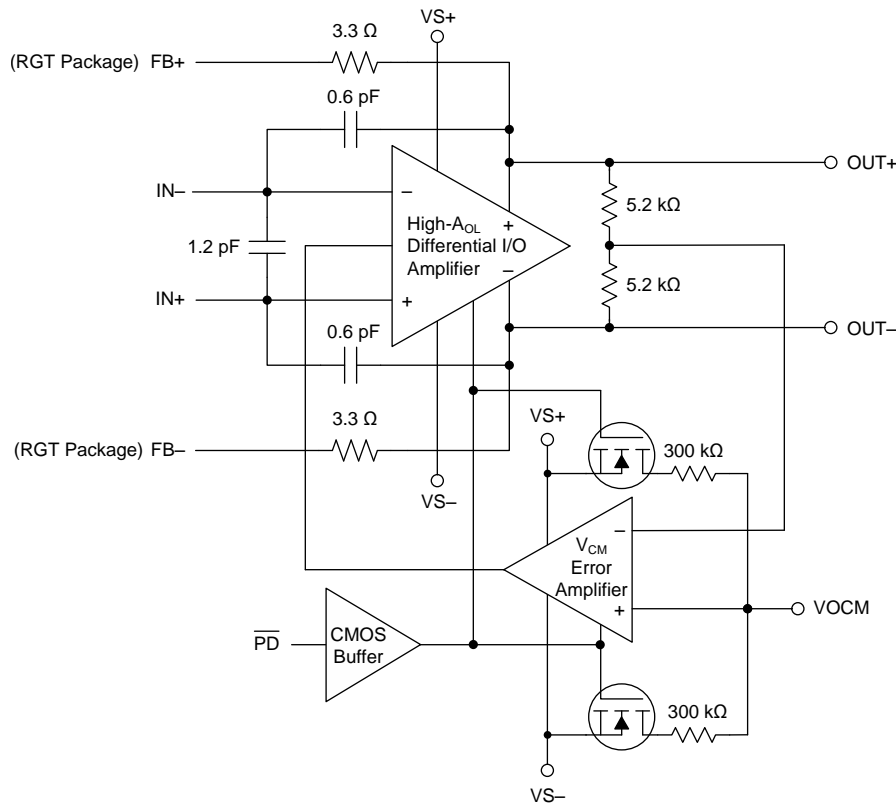 VS+
3.3 Ω
(RGT Package) FB+
0.6 pF
OUT+
IN–
–
5.2 kΩ
High-AOL
Differential I/O
Amplifier
+
–
1.2 pF
5.2 kΩ
IN+
+
OUT–
0.6 pF
3.3 Ω
VS+
300 kΩ
(RGT Package) FB–
VS–
–
VCM
Error
Amplifier
+
VOCM
PD
CMOS
Buffer
300 kΩ
VS–